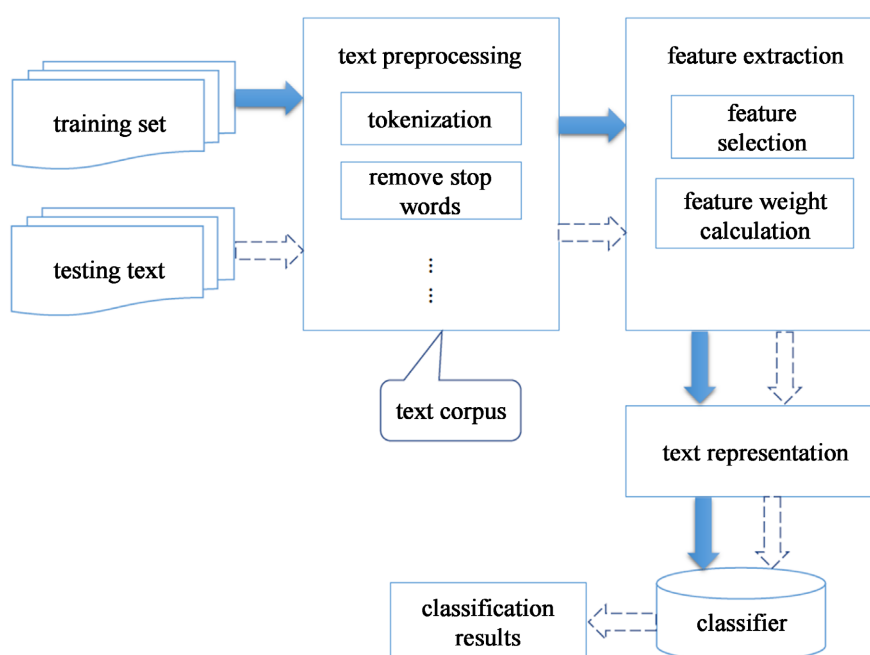 text preprocessing
feature extraction
training set
tokenization
feature
selection
remove stop
words
feature weight
calculation
testing text
⋮
⋮
text corpus
text representation
classification
results
classifier